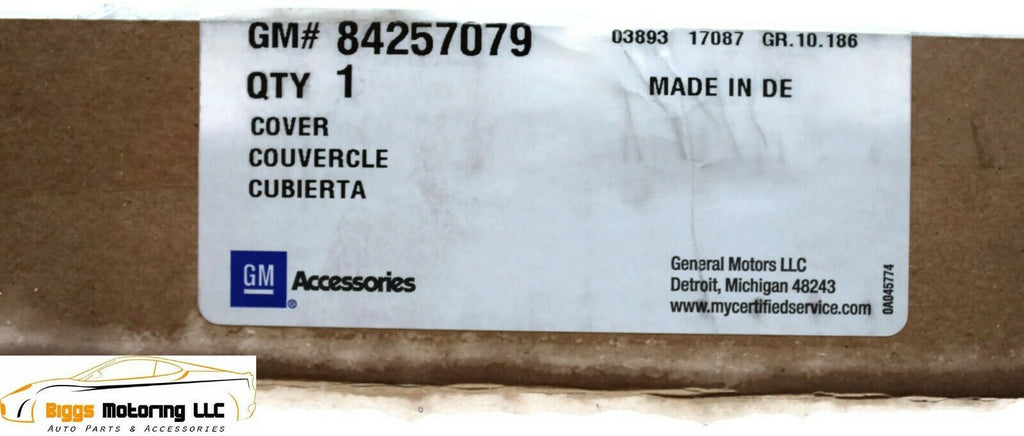 GM# 84257079
03893 17087 GR.10.186
QTY 1
MADE IN DE
COVER
COUVERCLE
CUBIERTA
GM
® Accessories
General Motors LLC
Detroit, Michigan 48243
www.mycertifiedservice.com
0A045774
Biggs Motoring LLC
Auto Parts & Accessories